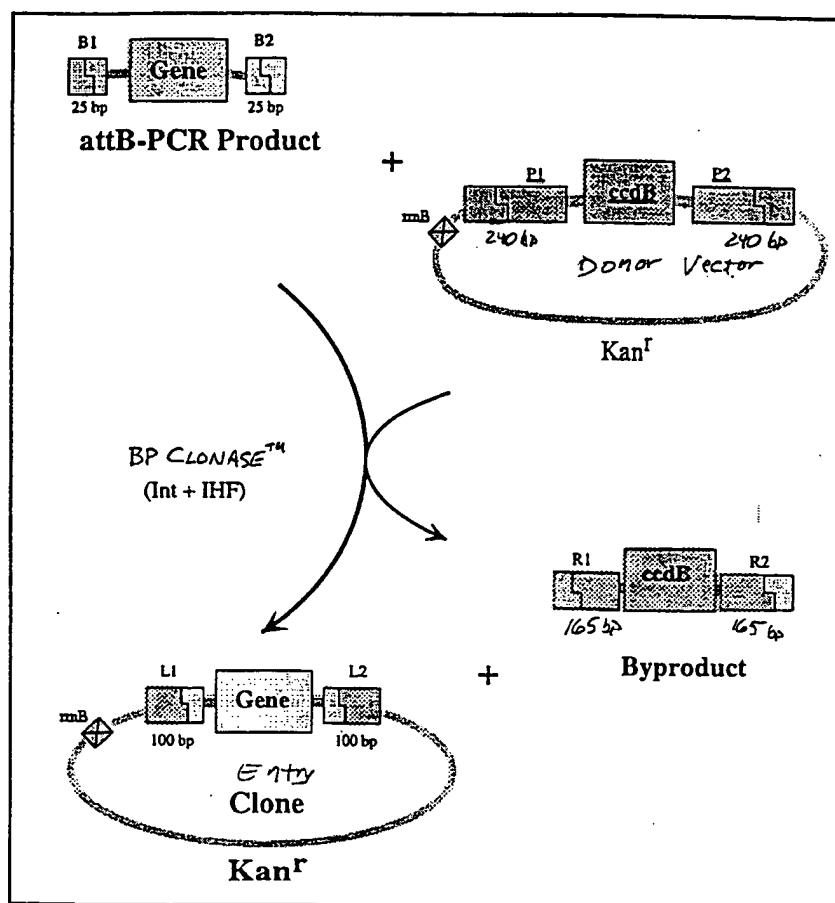 B1 B2
Gene
25 bp 25 bp
attB-PCR Product
+
P1 P2
ccdB
rrnB
240 bp 240 bp
Donor Vector
Kanr
BP CLONASE™
(Int + IHF)
R1 R2
ccdB
165 bp 165 bp
Byproduct
+
L1 L2
Gene
rrnB
100 bp 100 bp
Entry
Clone
Kanr